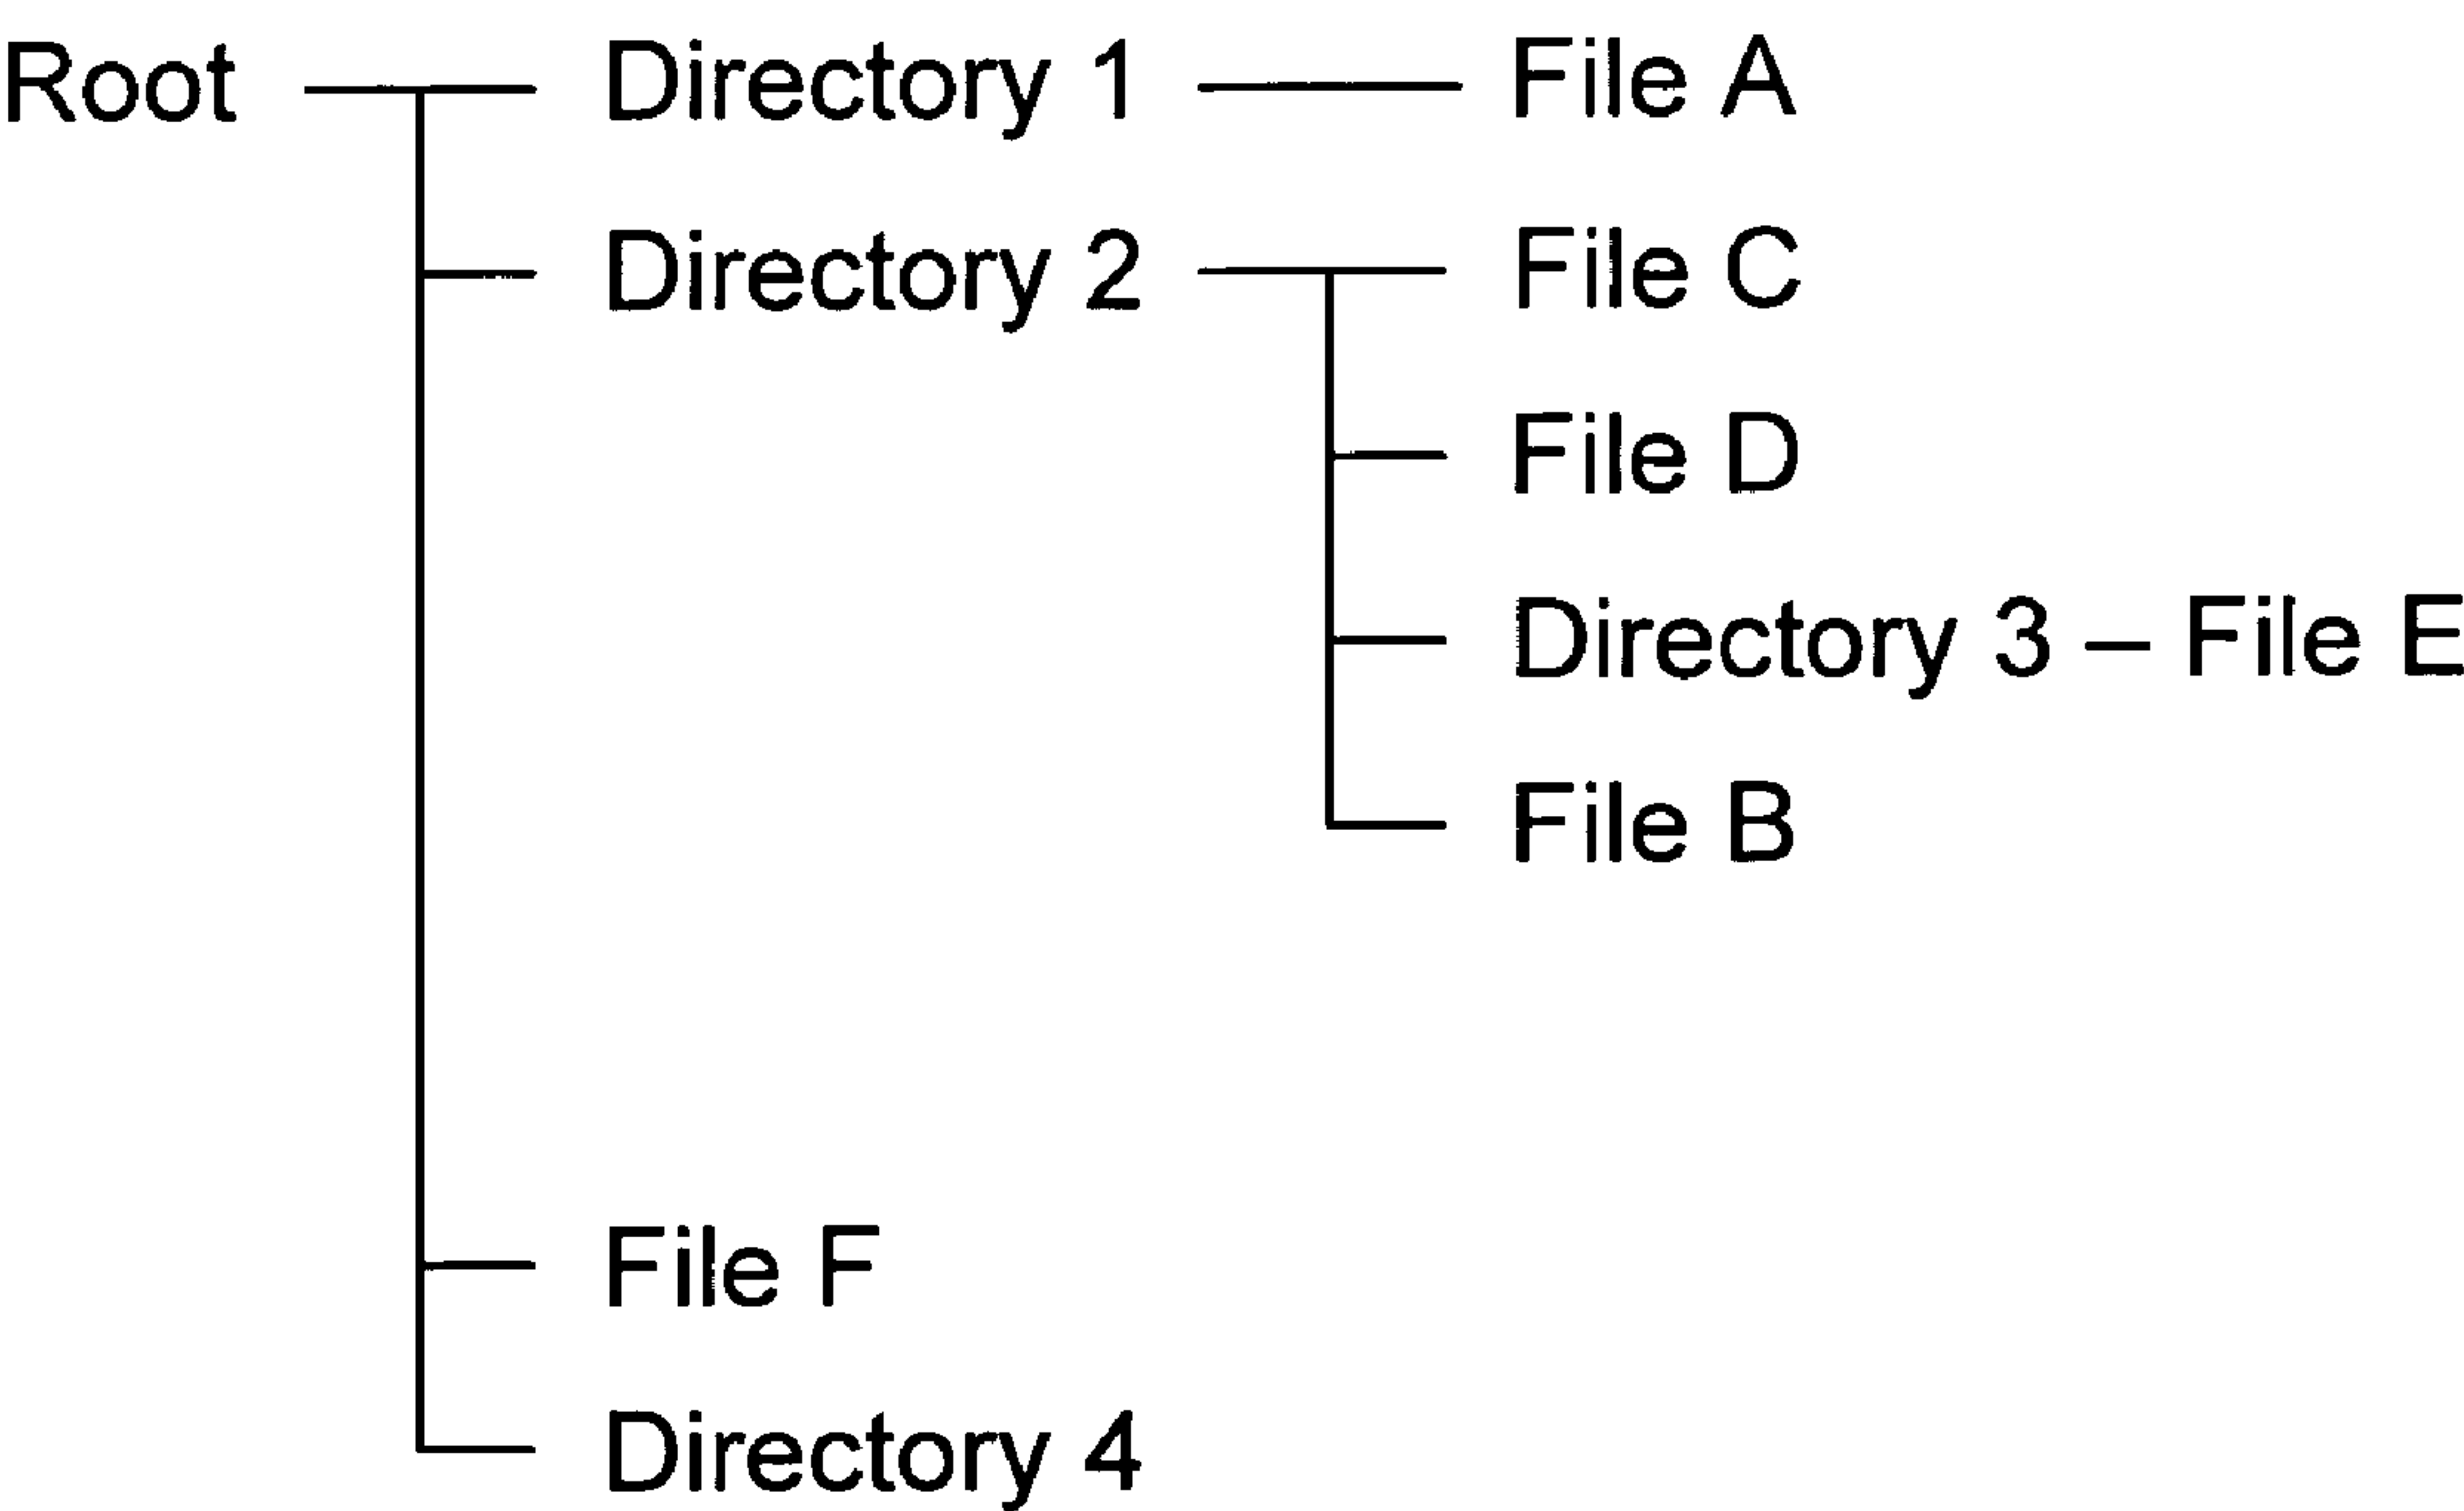 Root Directory 1 File A
Directory 2 File C
File D
Directory 3 – File E
File B
File F
Directory 4